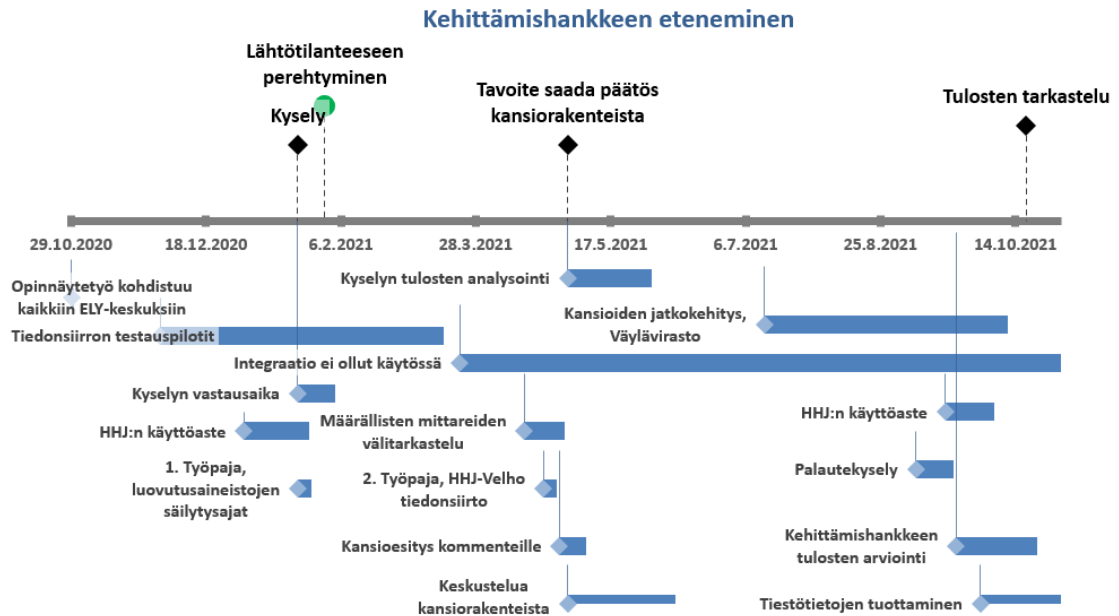 Kehittämishankkeen eteneminen
Lähtötilanteeseen
perehtyminen
Kysely
Tavoite saada päätös
kansiorakenteista
Tulosten tarkastelu
29.10.2020
18.12.2020
6.2.2021
28.3.2021
17.5.2021
6.7.2021
25.8.2021
14.10.2021
Opinnäytetyö kohdistuu
kaikkiin ELY-keskuksiin
Kyselyn tulosten analysointi
Kansioiden jatkokehitys,
Väylävirasto
Tiedonsiirron testauspilotit
Integraatio ei ollut käytössä
Kyselyn vastausaika
HHJ:n käyttöaste
Määrällisten mittareiden
välitarkastelu
HHJ:n käyttöaste
1. Työpaja,
luovutusaineistojen
säilytysajat
2. Työpaja, HHJ-Velho
tiedonsiirto
Palautekysely
Kansioesitys kommenteille
Kehittämishankkeen
tulosten arviointi
Keskustelua
kansiorakenteista
Tiestötietojen tuottaminen